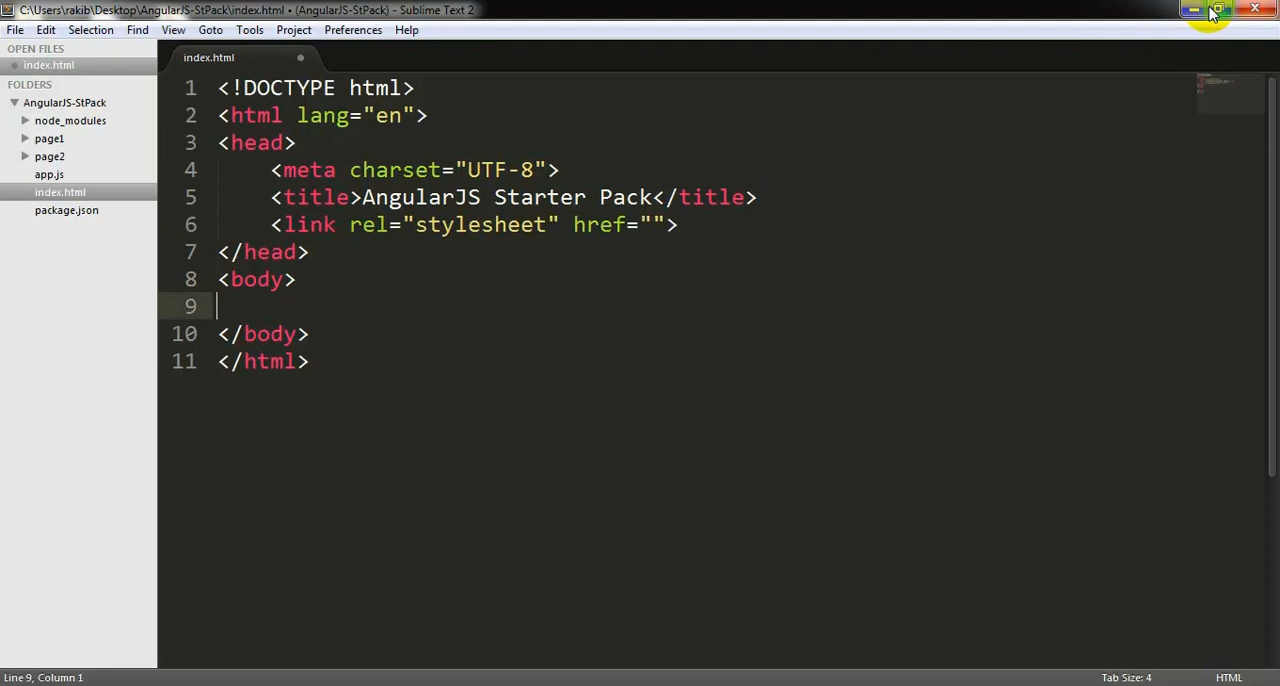 C:\Users\rakib\Desktop\AngularJS-StPack\index.html • (AngularJS-StPack) - Sublime Text 2
File Edit Selection Find View Goto Tools Project Preferences Help
OPEN FILES
index.html
FOLDERS
AngularJS-StPack
node_modules
page1
page2
app.js
index.html
package.json
index.html
1 <!DOCTYPE html>
2 <html lang="en">
3 <head>
4 <meta charset="UTF-8">
5 <title>AngularJS Starter Pack</title>
6 <link rel="stylesheet" href="">
7 </head>
8 <body>
9
10 </body>
11 </html>
Line 9, Column 1
Tab Size: 4
HTML